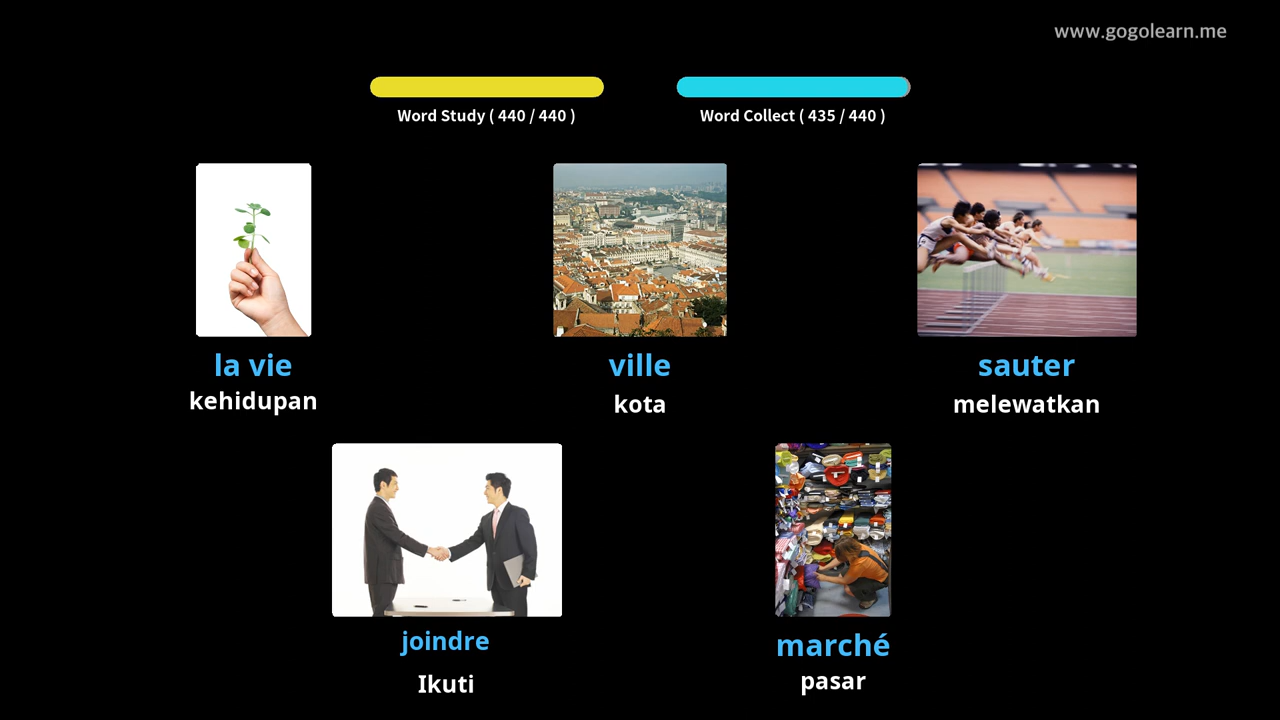 www.gogolearn.me
Word Study ( 440 / 440 )
Word Collect ( 435 / 440 )
la vie
kehidupan
ville
kota
sauter
melewatkan
joindre
Ikuti
marché
pasar